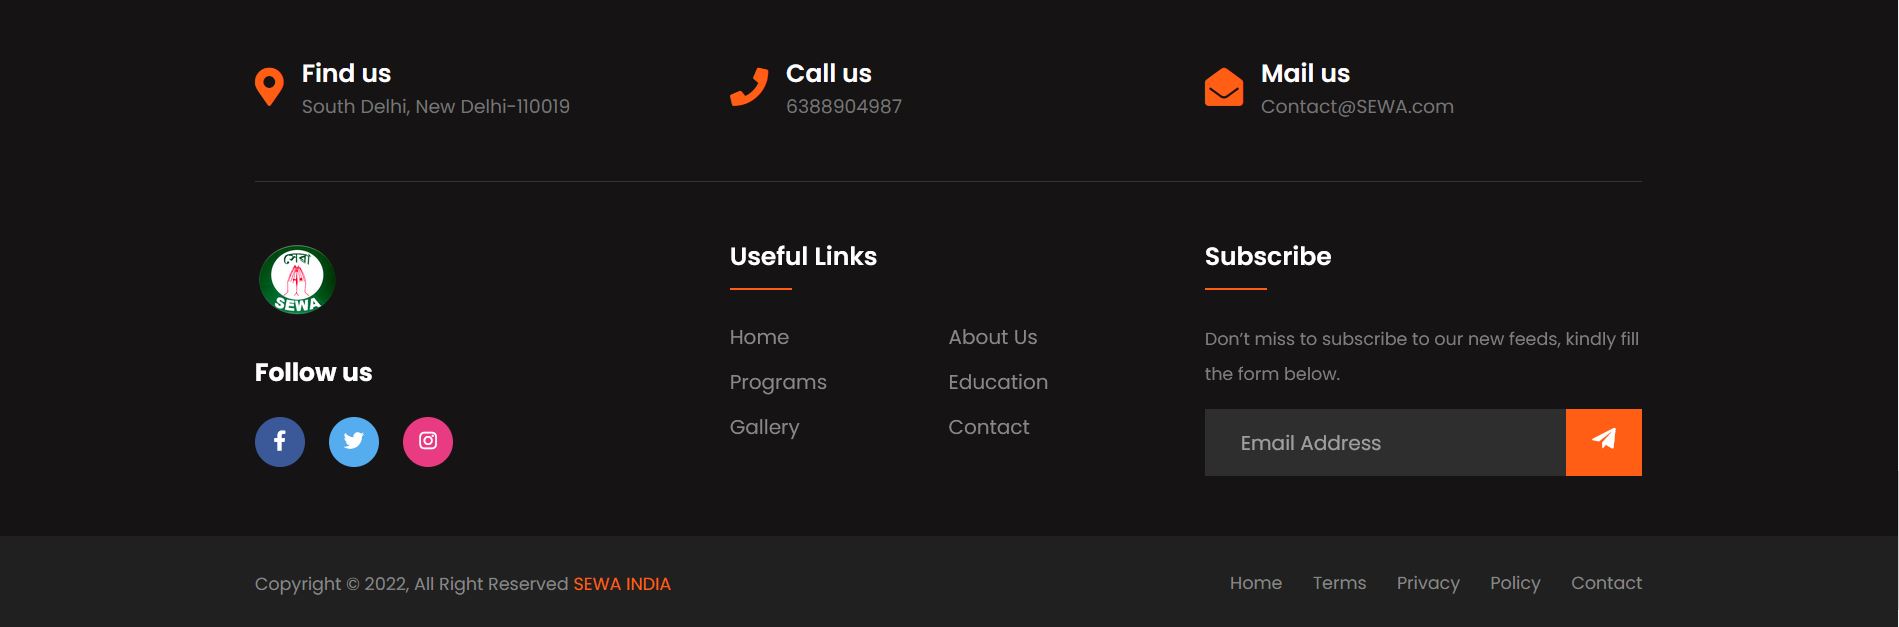 Find us
South Delhi, New Delhi-110019
Call us
6388904987
Mail us
Contact@SEWA.com
সেৱা
SEWA
Follow us
Useful Links
Home
About Us
Programs
Education
Gallery
Contact
Subscribe
Don’t miss to subscribe to our new feeds, kindly fill
the form below.
Email Address
Copyright © 2022, All Right Reserved SEWA INDIA
Home Terms Privacy Policy Contact